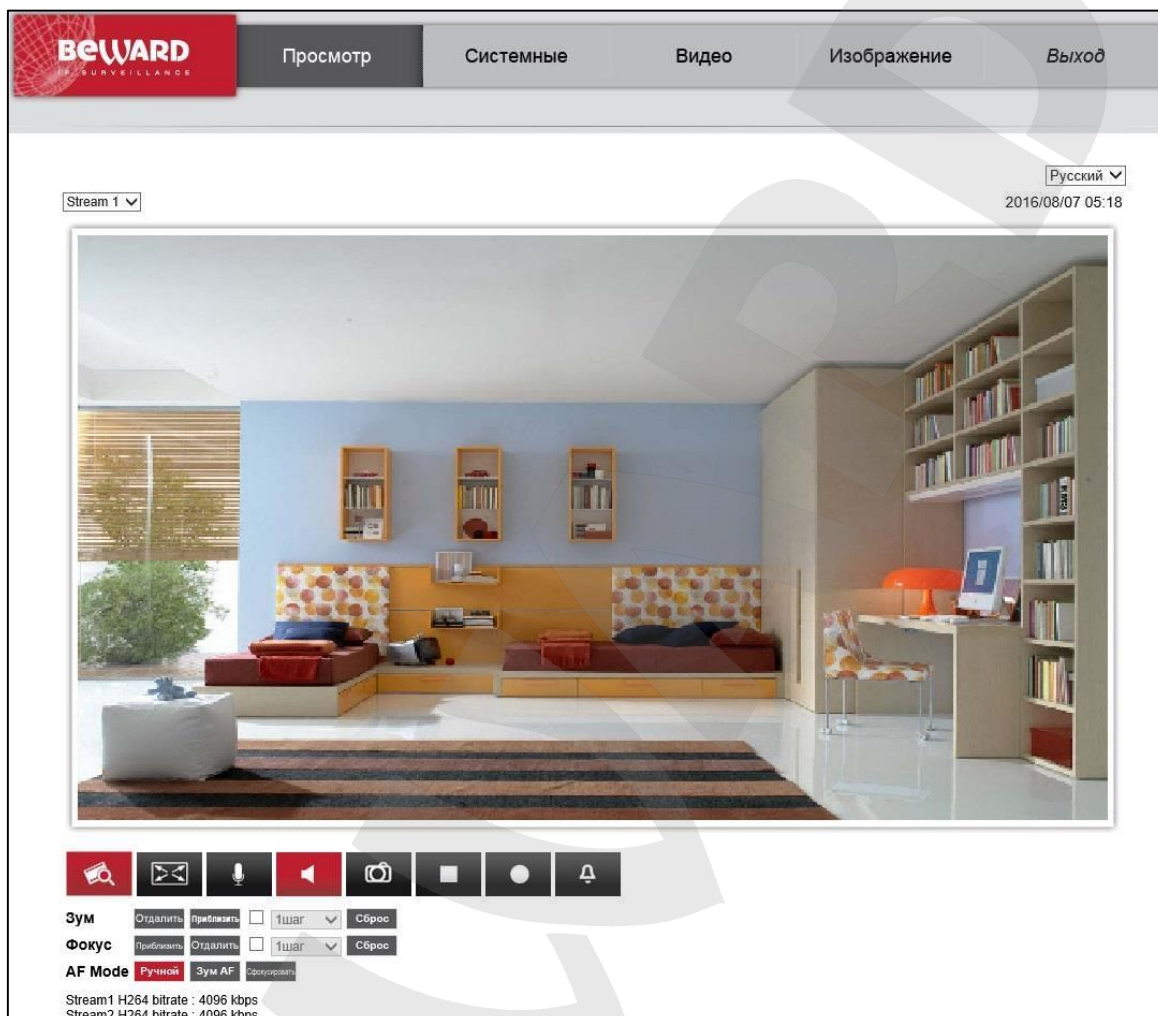 BEWARD
IP SURVEILLANCE
Просмотр
Системные
Видео
Изображение
Выход
Русский
Stream 1
2016/08/07 05:18
Зум Отдалить Приблизить 1шаг Сброс
Фокус Приблизить Отдалить 1шаг Сброс
AF Mode Ручной Зум AF Сфокусировать
Stream1 H264 bitrate : 4096 kbps
Stream2 H264 bitrate : 4096 kbps